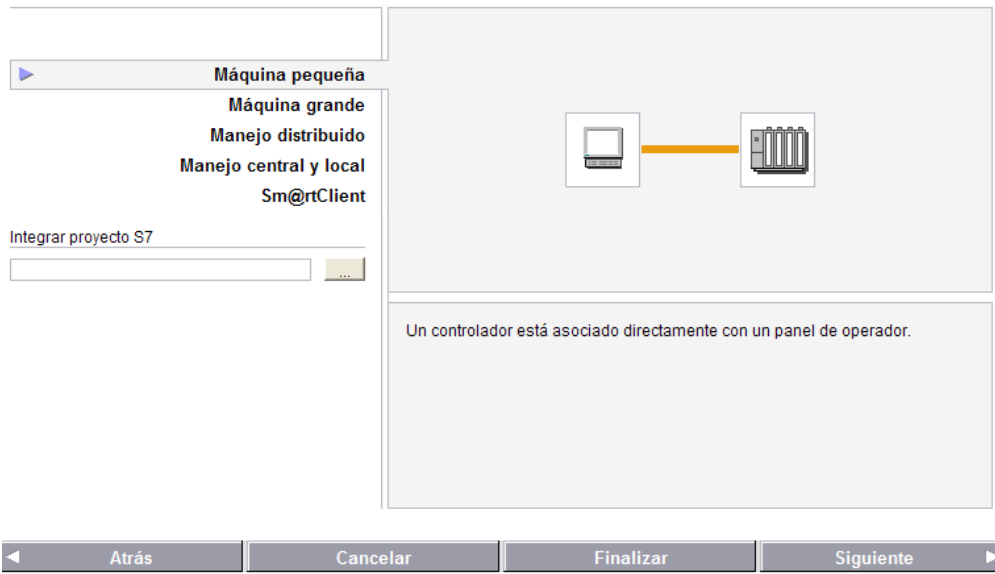 Máquina pequeña
Máquina grande
Manejo distribuido
Manejo central y local
Sm@rtClient
Integrar proyecto S7
...
Un controlador está asociado directamente con un panel de operador.
Atrás
Cancelar
Finalizar
Siguiente